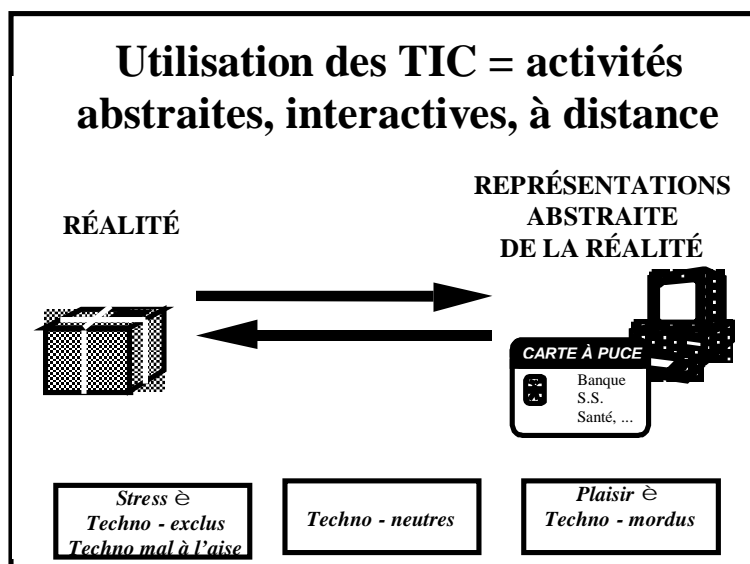 Utilisation des TIC = activités
abstraites, interactives, à distance
RÉALITÉ
REPRÉSENTATIONS
ABSTRAITE
DE LA RÉALITÉ
CARTE À PUCE
Banque
S.S.
Santé, ...
Stress è
Techno - exclus
Techno mal à l'aise
Techno - neutres
Plaisir è
Techno - mordus